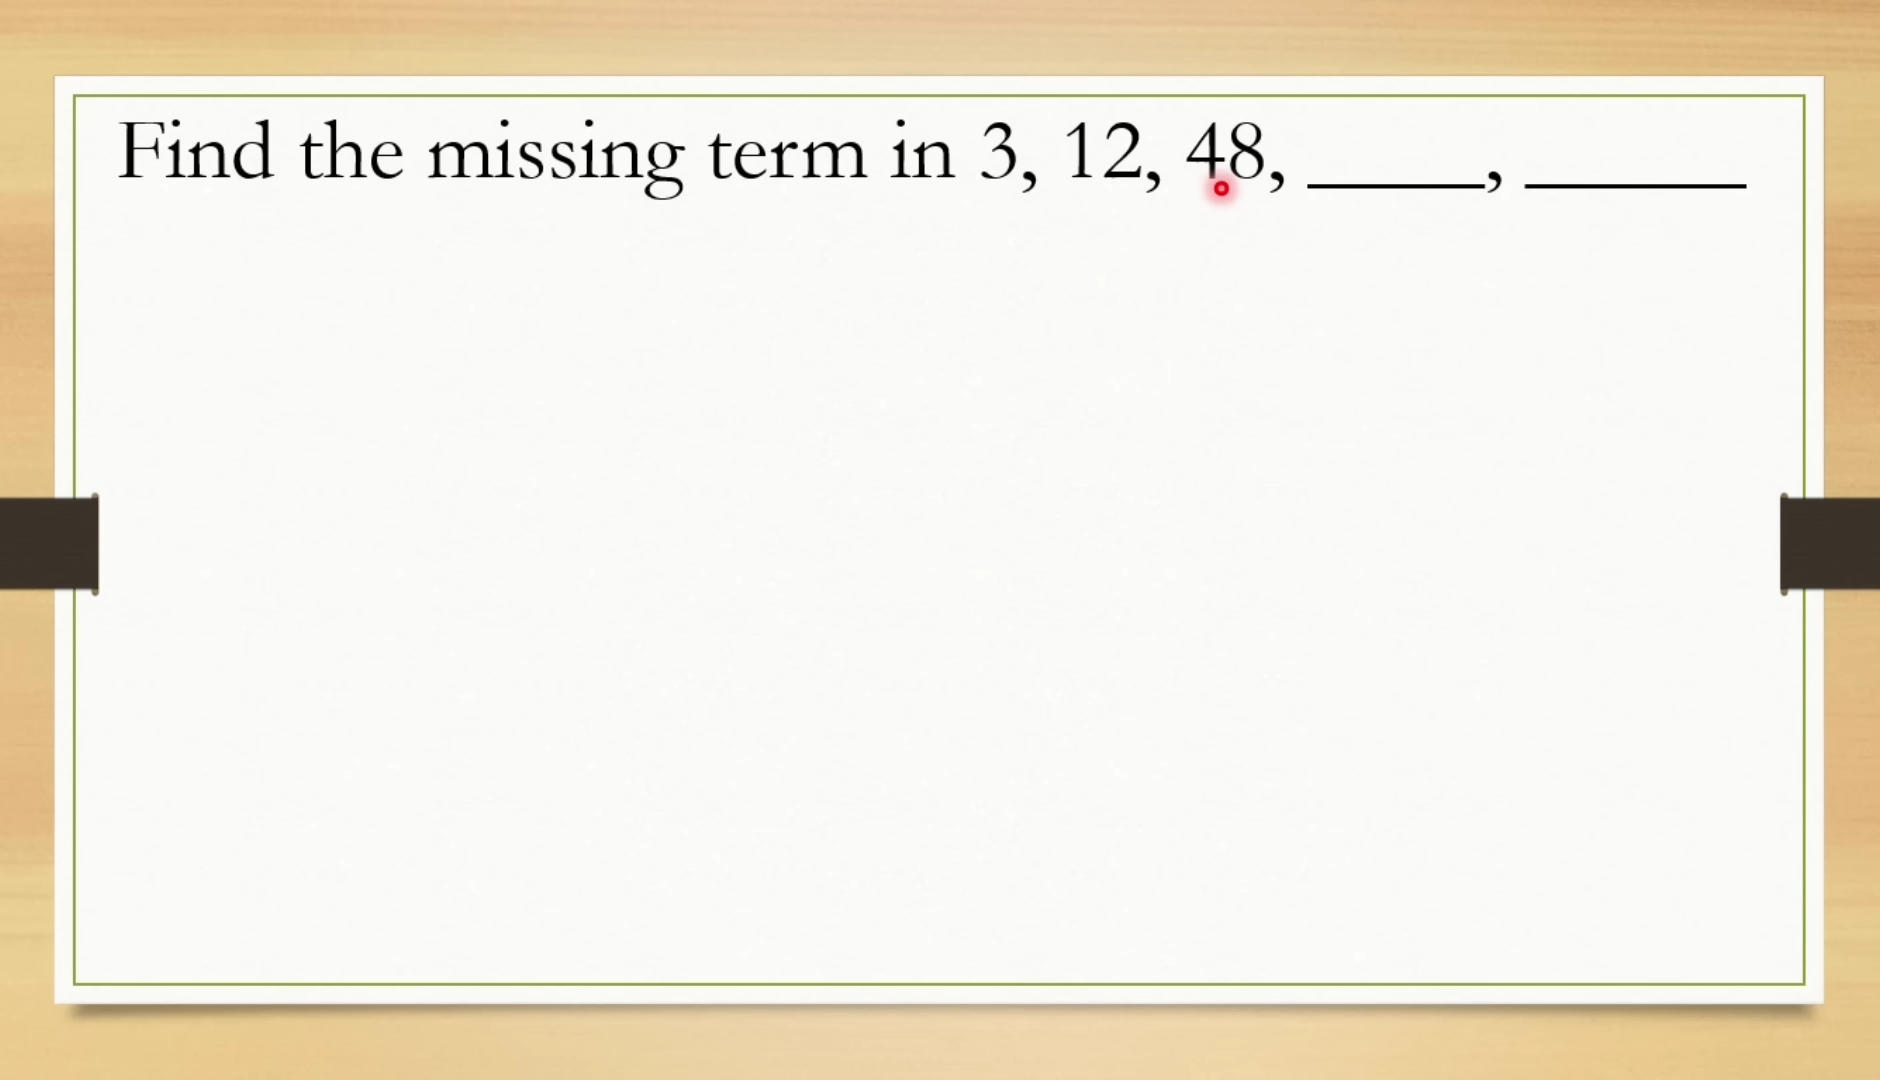 Find the missing term in 3, 12, 48, _____, ______